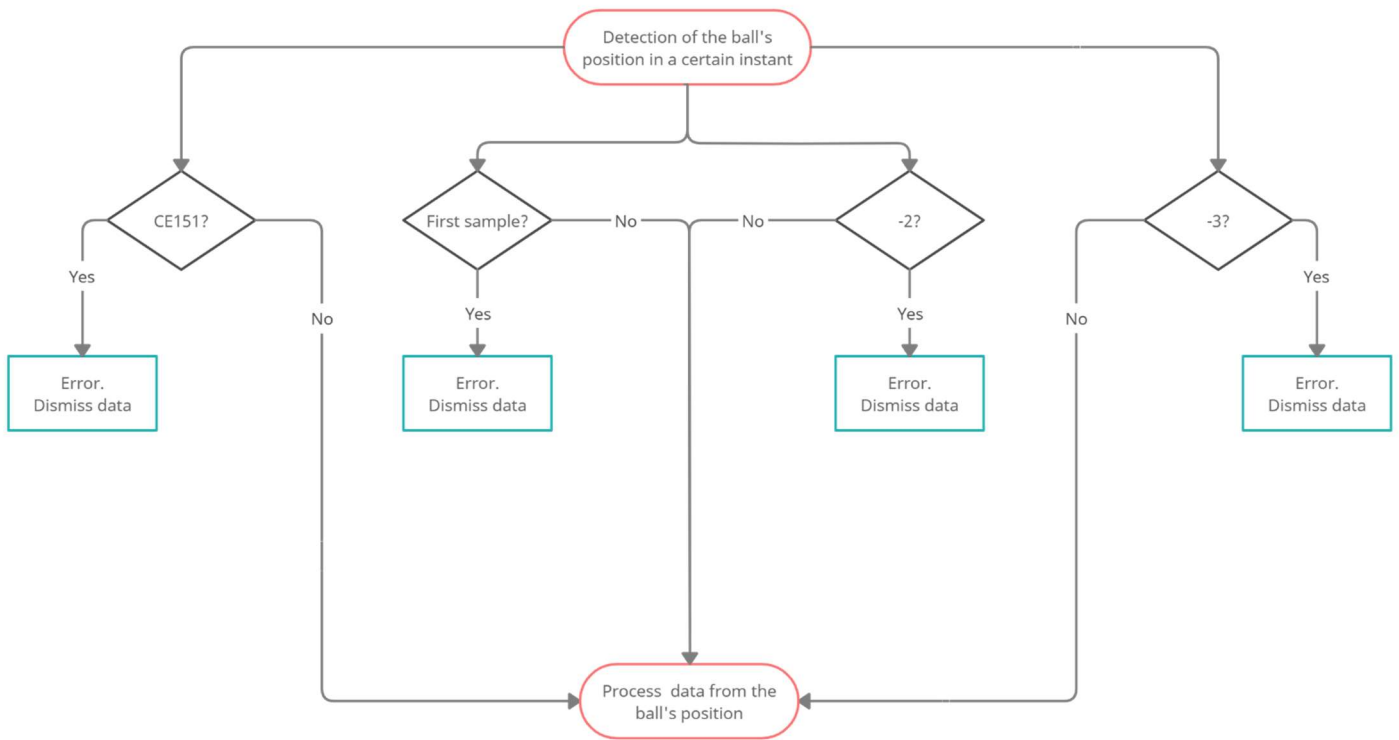 Detection of the ball's
position in a certain instant
CE151?
First sample?
-2?
-3?
No
No
Yes
Yes
No
Yes
Yes
No
Error.
Dismiss data
Error.
Dismiss data
Error.
Dismiss data
Error.
Dismiss data
Process  data from the
ball's position